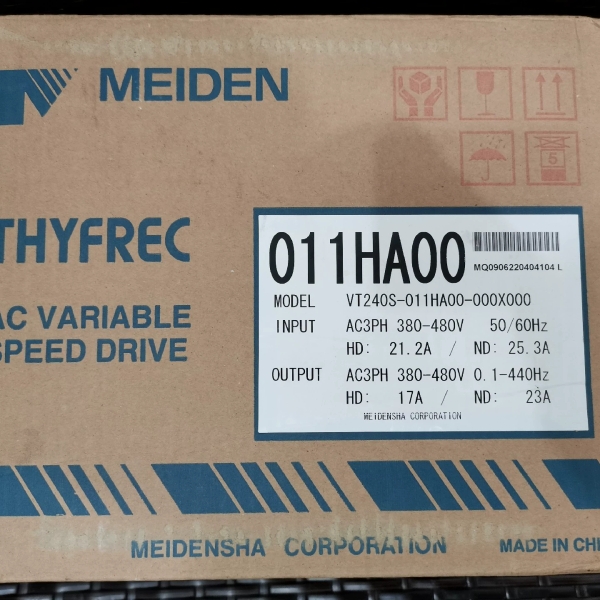 MEIDEN
5
THYFREC
AC VARIABLE
SPEED DRIVE
011HA00
MQ0906220404104 L
MODEL VT240S-011HA00-000X000
INPUT AC3PH 380-480V 50/60Hz
HD: 21.2A / ND: 25.3A
OUTPUT AC3PH 380-480V 0.1-440Hz
HD: 17A / ND: 23A
MEIDENSHA CORPORATION
MEIDENSHA CORPORATION
MADE IN CHI